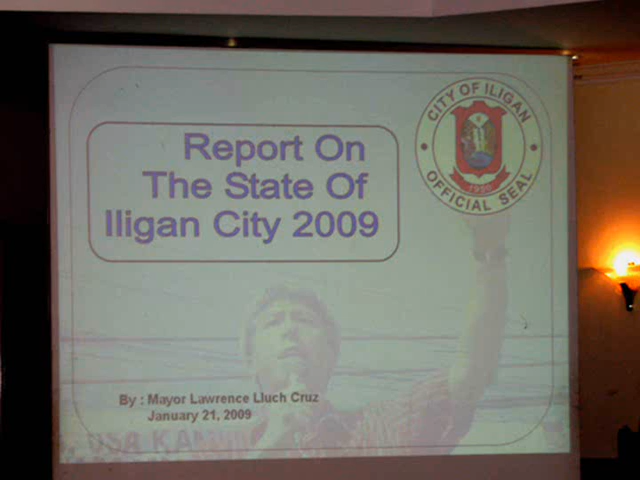 Report On
The State Of
Iligan City 2009
CITY OF ILIGAN
OFFICIAL SEAL
1950
By : Mayor Lawrence Lluch Cruz
January 21, 2009